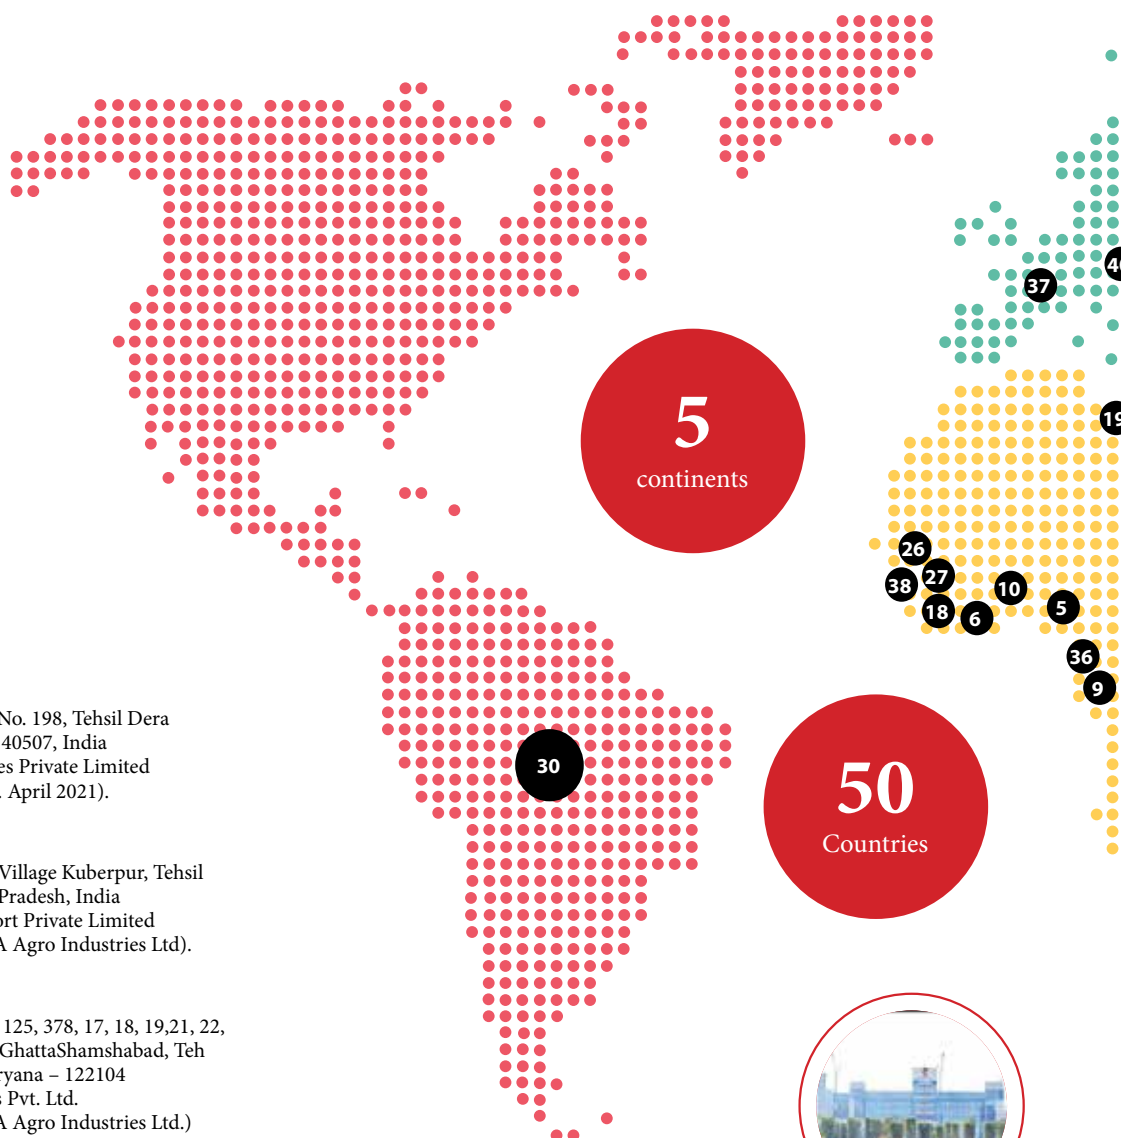 37
5
continents
26
27
38
10
18
6
5
36
9
No. 198, Tehsil Dera
40507, India
es Private Limited
. April 2021).
30
50
Countries
Village Kuberpur, Tehsil
Pradesh, India
ort Private Limited
A Agro Industries Ltd).
125, 378, 17, 18, 19,21, 22,
GhattaShamshabad, Teh
ryana – 122104
s Pvt. Ltd.
A Agro Industries Ltd.)